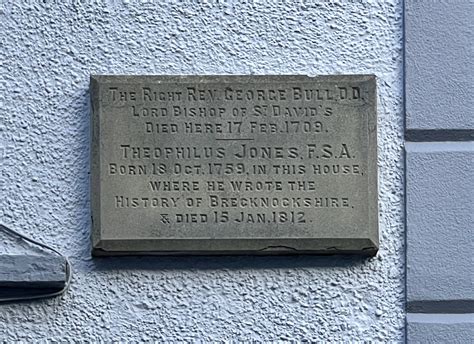 The Right Rev. George Bull, D.D.
Lord Bishop of St David's
Died Here 17 Feb. 1709.
Theophilus Jones, F.S.A.
Born 18 Oct. 1759, in this house,
where he wrote the
History of Brecknockshire,
& died 15 Jan. 1812.